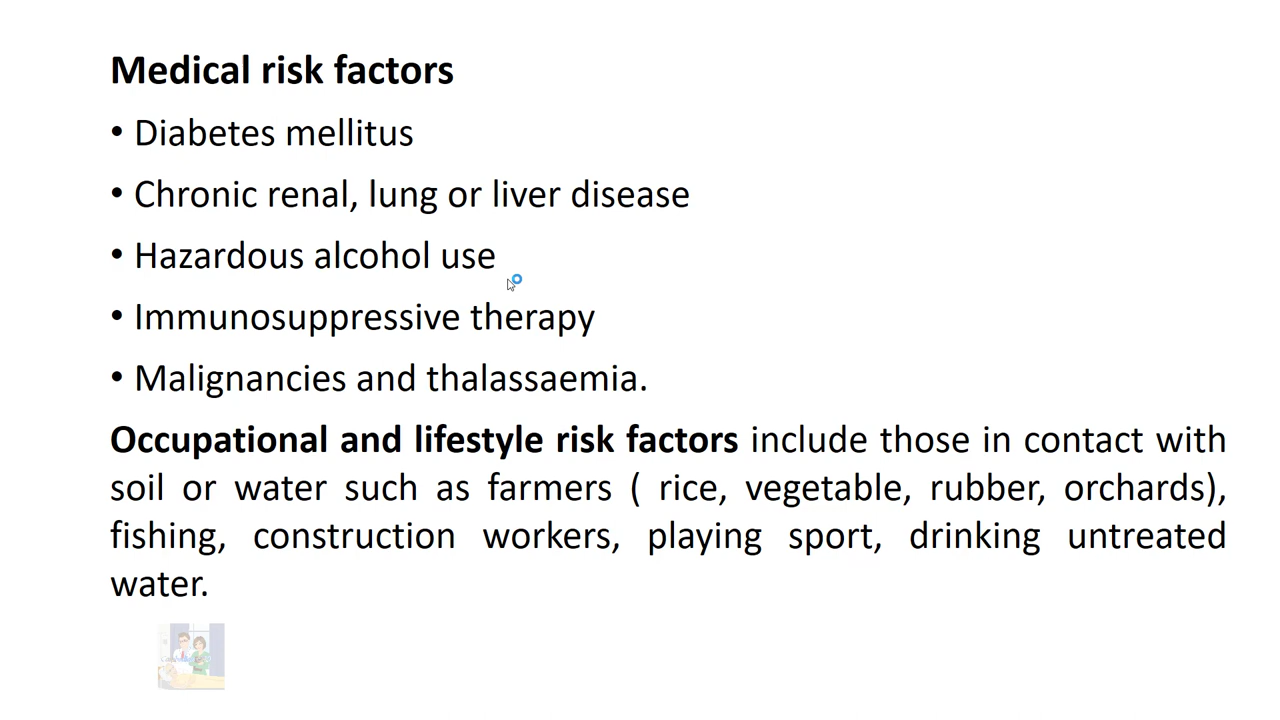 Medical risk factors
• Diabetes mellitus
• Chronic renal, lung or liver disease
• Hazardous alcohol use
• Immunosuppressive therapy
• Malignancies and thalassaemia.
Occupational and lifestyle risk factors include those in contact with
soil or water such as farmers ( rice, vegetable, rubber, orchards),
fishing, construction workers, playing sport, drinking untreated
water.